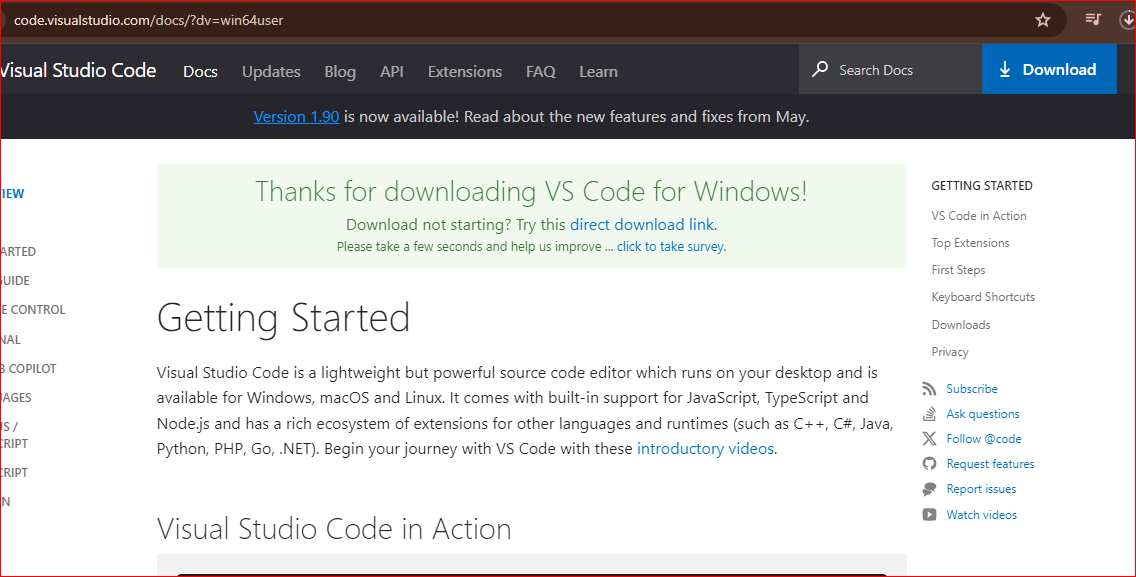 code.visualstudio.com/docs/?dv=win64user
Visual Studio Code Docs Updates Blog API Extensions FAQ Learn Search Docs Download
Version 1.90 is now available! Read about the new features and fixes from May.
IEW
ARTED
GUIDE
E CONTROL
NAL
B COPILOT
UAGES
JS /
CRIPT
CRIPT
N
Thanks for downloading VS Code for Windows!
Download not starting? Try this direct download link.
Please take a few seconds and help us improve ... click to take survey.
Getting Started
Visual Studio Code is a lightweight but powerful source code editor which runs on your desktop and is
available for Windows, macOS and Linux. It comes with built-in support for JavaScript, TypeScript and
Node.js and has a rich ecosystem of extensions for other languages and runtimes (such as C++, C#, Java,
Python, PHP, Go, .NET). Begin your journey with VS Code with these introductory videos.
Visual Studio Code in Action
GETTING STARTED
VS Code in Action
Top Extensions
First Steps
Keyboard Shortcuts
Downloads
Privacy
Subscribe
Ask questions
Follow @code
Request features
Report issues
Watch videos